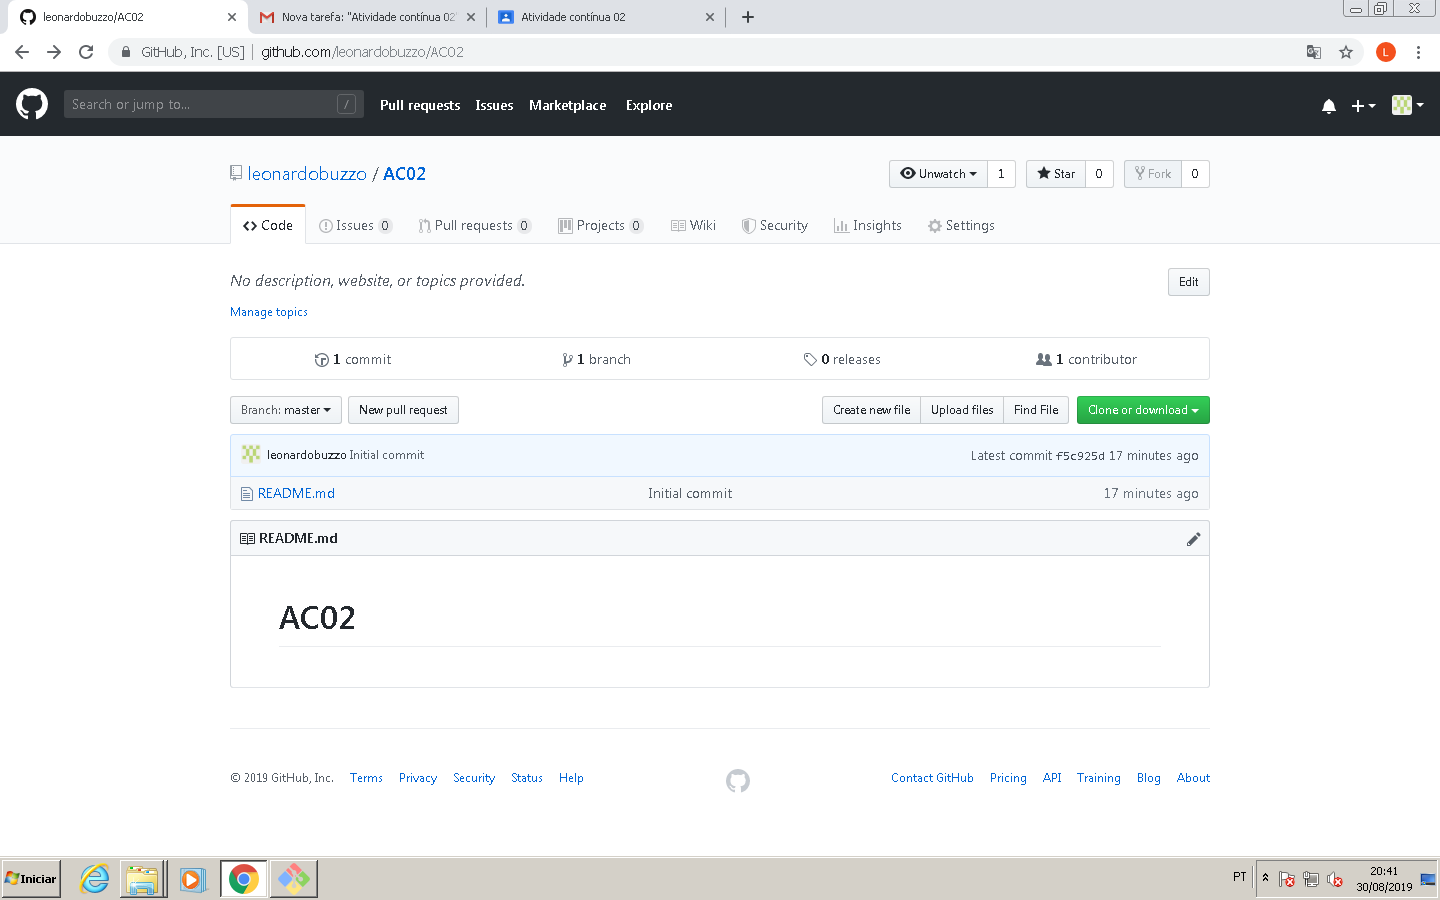 leonardobuzzo/AC02
Nova tarefa: "Atividade contínua 02"
Atividade contínua 02
GitHub, Inc. [US] | github.com/leonardobuzzo/AC02
L
Search or jump to... /
Pull requests Issues Marketplace Explore
leonardobuzzo / AC02
Unwatch 1 Star 0 Fork 0
Code Issues 0 Pull requests 0 Projects 0 Wiki Security Insights Settings
No description, website, or topics provided.
Edit
Manage topics
1 commit 1 branch 0 releases 1 contributor
Branch: master New pull request Create new file Upload files Find File Clone or download
leonardobuzzo Initial commit Latest commit f5c925d 17 minutes ago
README.md Initial commit 17 minutes ago
README.md
AC02
© 2019 GitHub, Inc. Terms Privacy Security Status Help Contact GitHub Pricing API Training Blog About
Iniciar PT 20:41
30/08/2019